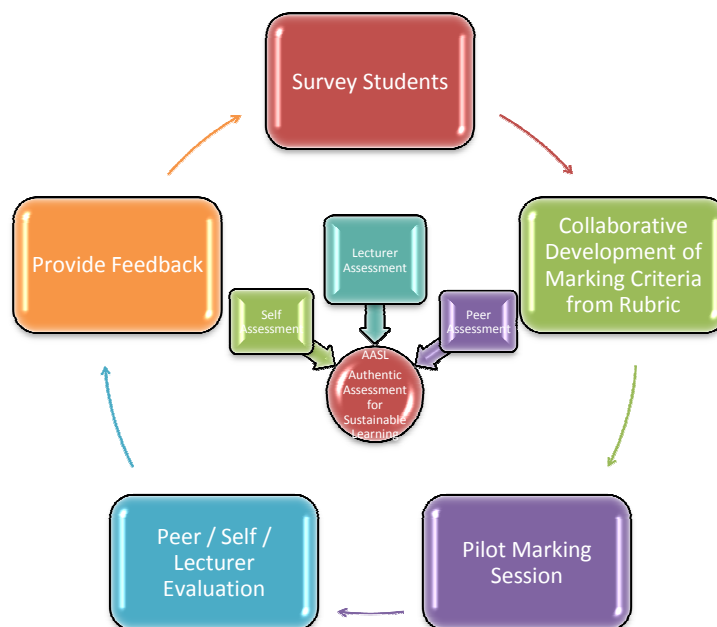 Survey Students
Provide Feedback
Collaborative
Development of
Marking Criteria
from Rubric
Lecturer
Assessment
Self
Assessment
Peer
Assessment
AASL
Authentic
Assessment
for
Sustainable
Learning
Peer / Self /
Lecturer
Evaluation
Pilot Marking
Session